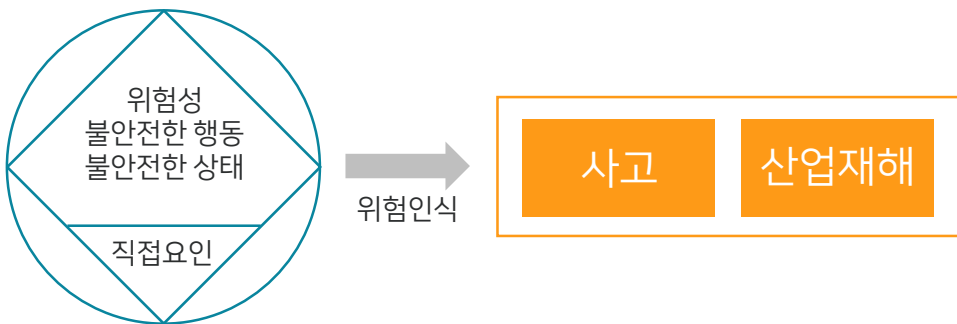 위험성
불안전한 행동
불안전한 상태
직접요인
위험인식
사고
산업재해